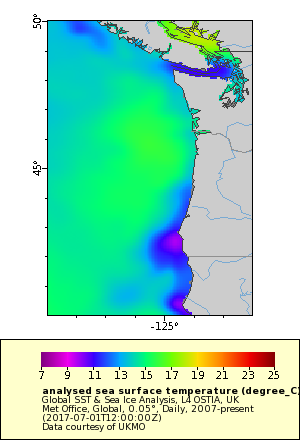 50°
45°
-125°
7 9 11 13 15 17 19 21 23 25
analysed sea surface temperature (degree_C)
Global SST & Sea Ice Analysis, L4 OSTIA, UK
Met Office, Global, 0.05°, Daily, 2007-present
(2017-07-01T12:00:00Z)
Data courtesy of UKMO